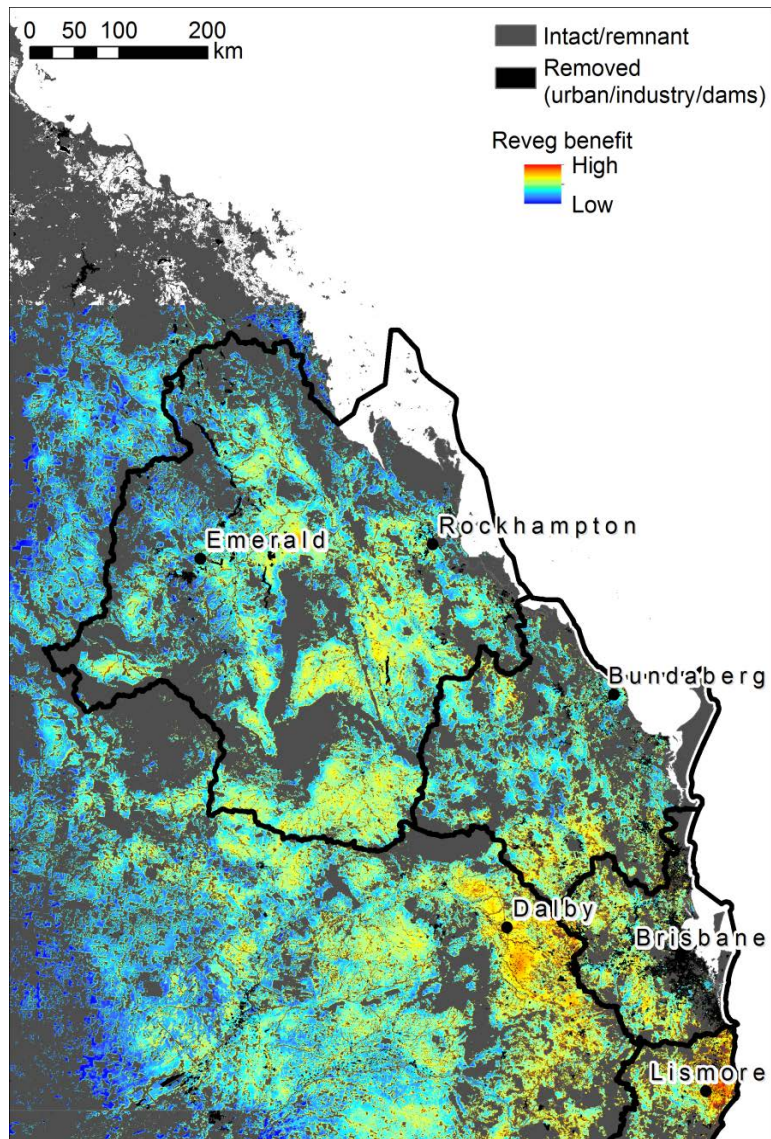 0 50 100 200
km
Intact/remnant
Removed
(urban/industry/dams)
Reveg benefit
High
Low
Emerald
Rockhampton
Bundaberg
Dalby
Brisbane
Lismore